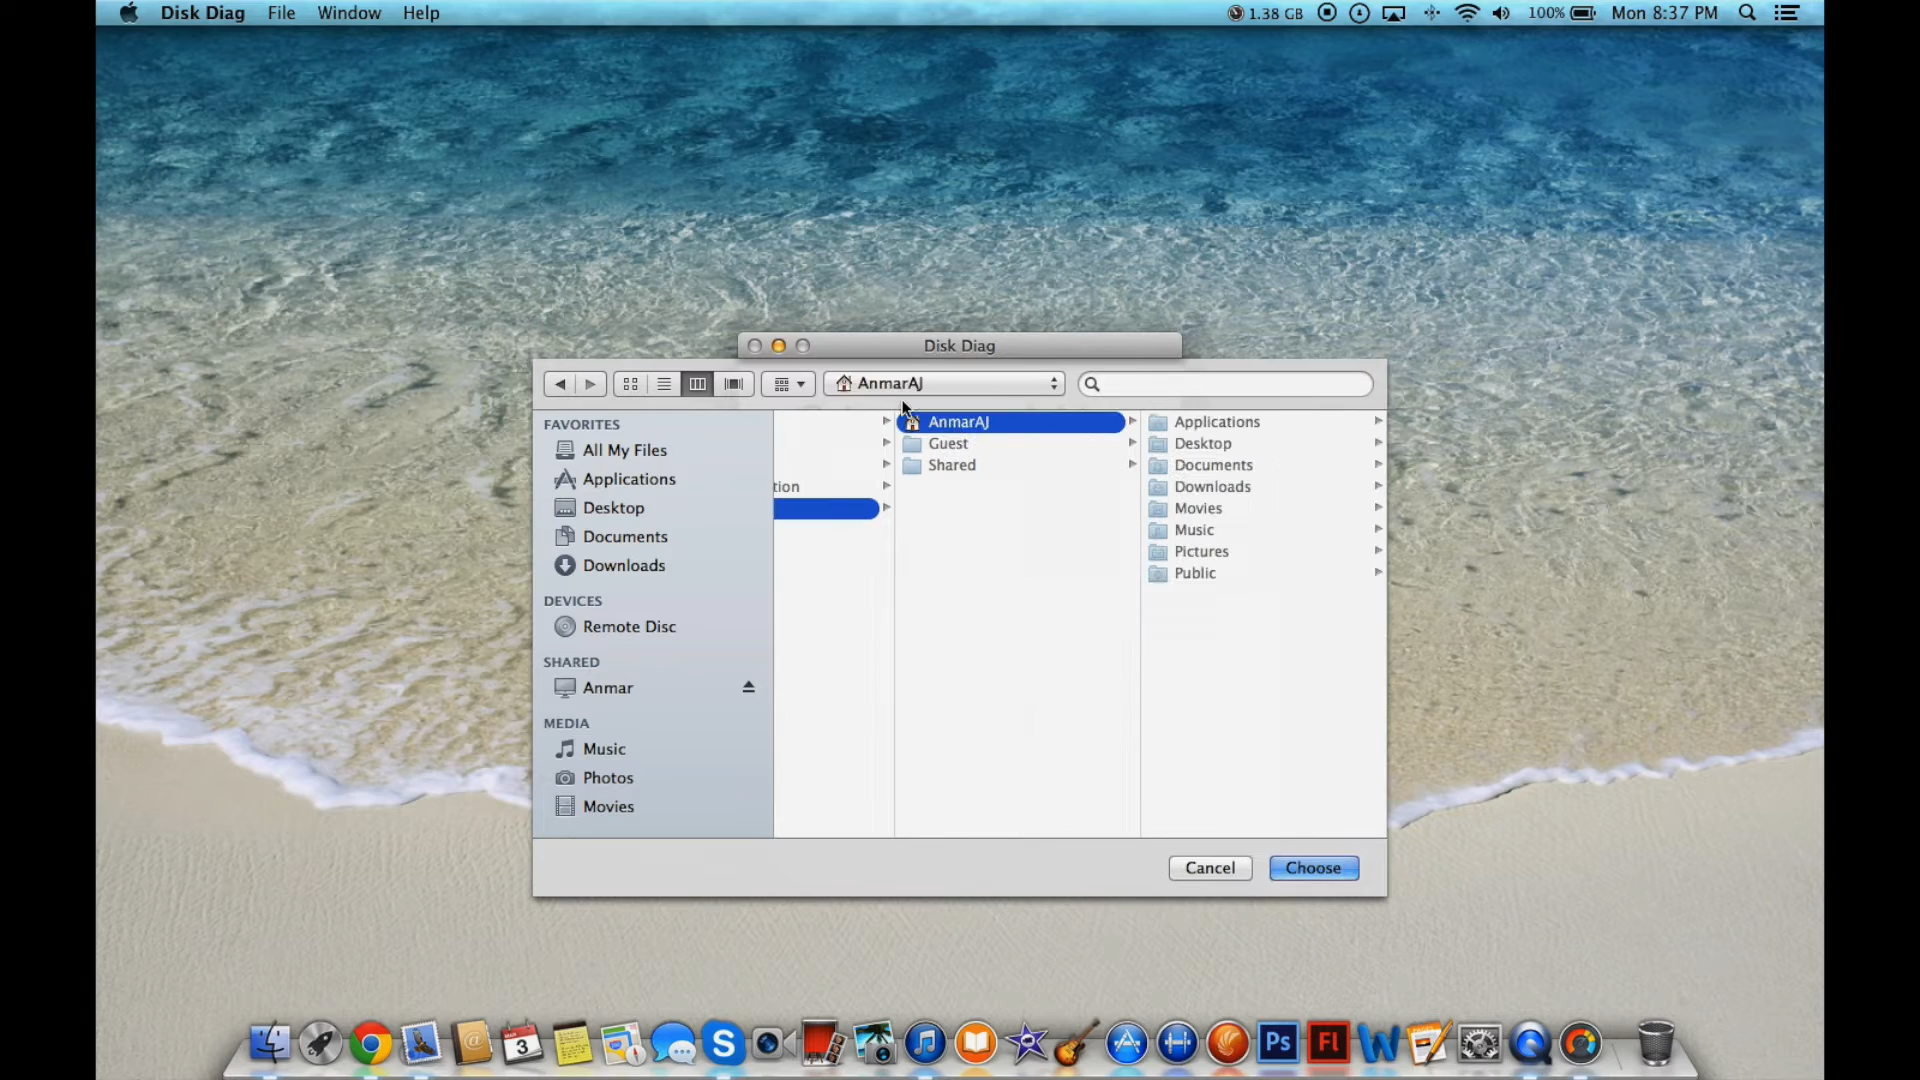 Disk Diag File Window Help 1.38 GB 100% Mon 8:37 PM
Disk Diag
AnmarAJ
FAVORITES
All My Files
Applications
Desktop
Documents
Downloads
DEVICES
Remote Disc
SHARED
Anmar
MEDIA
Music
Photos
Movies
tion
AnmarAJ
Guest
Shared
Applications
Desktop
Documents
Downloads
Movies
Music
Pictures
Public
Cancel Choose
MAR
3
Ps
Fl